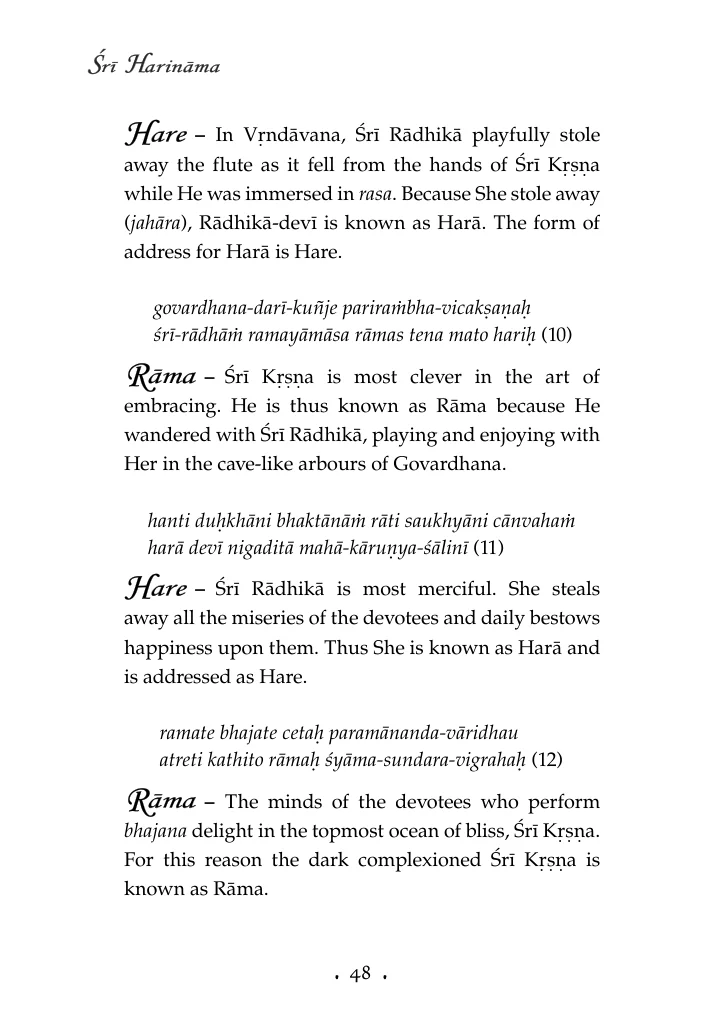 Śrī Harināma
Hare – In Vṛndāvana, Śrī Rādhikā playfully stole
away the flute as it fell from the hands of Śrī Kṛṣṇa
while He was immersed in rasa. Because She stole away
(jahāra), Rādhikā-devī is known as Harā. The form of
address for Harā is Hare.
govardhana-darī-kuñje pariraṁbha-vicakṣaṇaḥ
śrī-rādhāṁ ramayāmāsa rāmas tena mato hariḥ (10)
Rāma – Śrī Kṛṣṇa is most clever in the art of
embracing. He is thus known as Rāma because He
wandered with Śrī Rādhikā, playing and enjoying with
Her in the cave-like arbours of Govardhana.
hanti duḥkhāni bhaktānāṁ rāti saukhyāni cānvahaṁ
harā devī nigaditā mahā-kāruṇya-śālinī (11)
Hare – Śrī Rādhikā is most merciful. She steals
away all the miseries of the devotees and daily bestows
happiness upon them. Thus She is known as Harā and
is addressed as Hare.
ramate bhajate cetaḥ paramānanda-vāridhau
atreti kathito rāmaḥ śyāma-sundara-vigrahaḥ (12)
Rāma – The minds of the devotees who perform
bhajana delight in the topmost ocean of bliss, Śrī Kṛṣṇa.
For this reason the dark complexioned Śrī Kṛṣṇa is
known as Rāma.
. 48 .